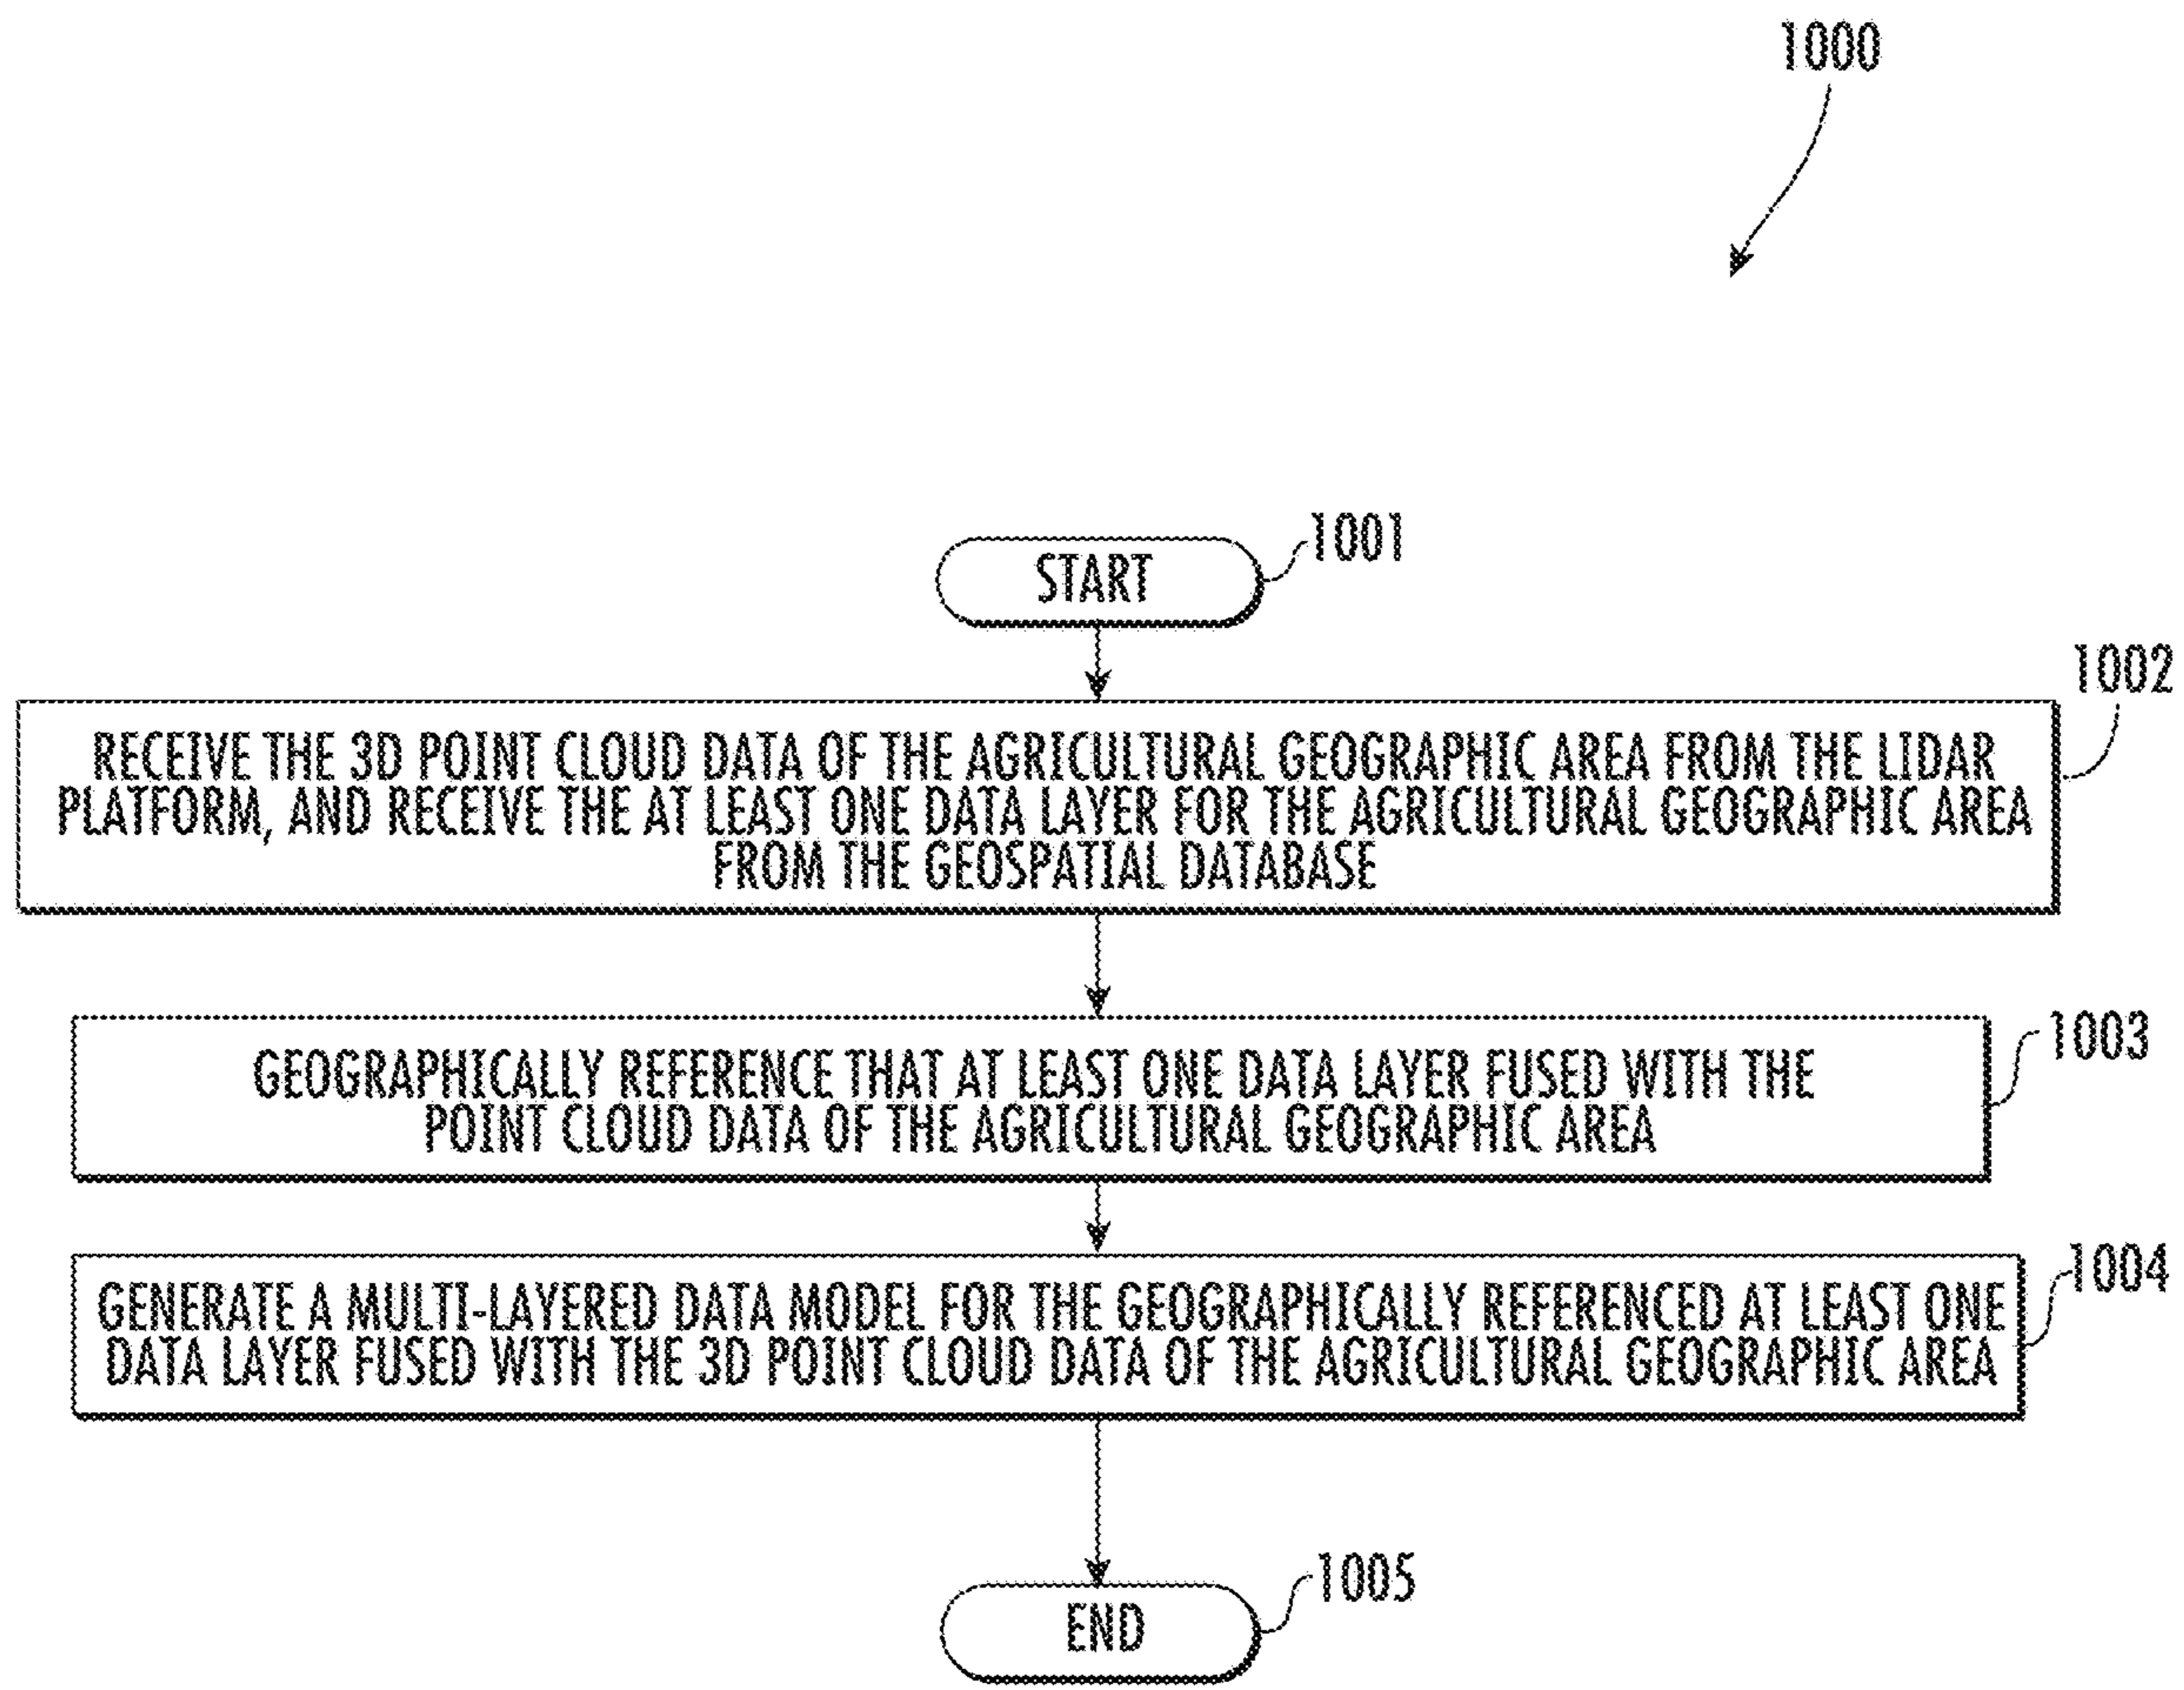 1000
START
1001
1002
RECEIVE THE 3D POINT CLOUD DATA OF THE AGRICULTURAL GEOGRAPHIC AREA FROM THE LIDAR
PLATFORM, AND RECEIVE THE AT LEAST ONE DATA LAYER FOR THE AGRICULTURAL GEOGRAPHIC AREA
FROM THE GEOSPATIAL DATABASE
1003
GEOGRAPHICALLY REFERENCE THAT AT LEAST ONE DATA LAYER FUSED WITH THE
POINT CLOUD DATA OF THE AGRICULTURAL GEOGRAPHIC AREA
1004
GENERATE A MULTI-LAYERED DATA MODEL FOR THE GEOGRAPHICALLY REFERENCED AT LEAST ONE
DATA LAYER FUSED WITH THE 3D POINT CLOUD DATA OF THE AGRICULTURAL GEOGRAPHIC AREA
1005
END